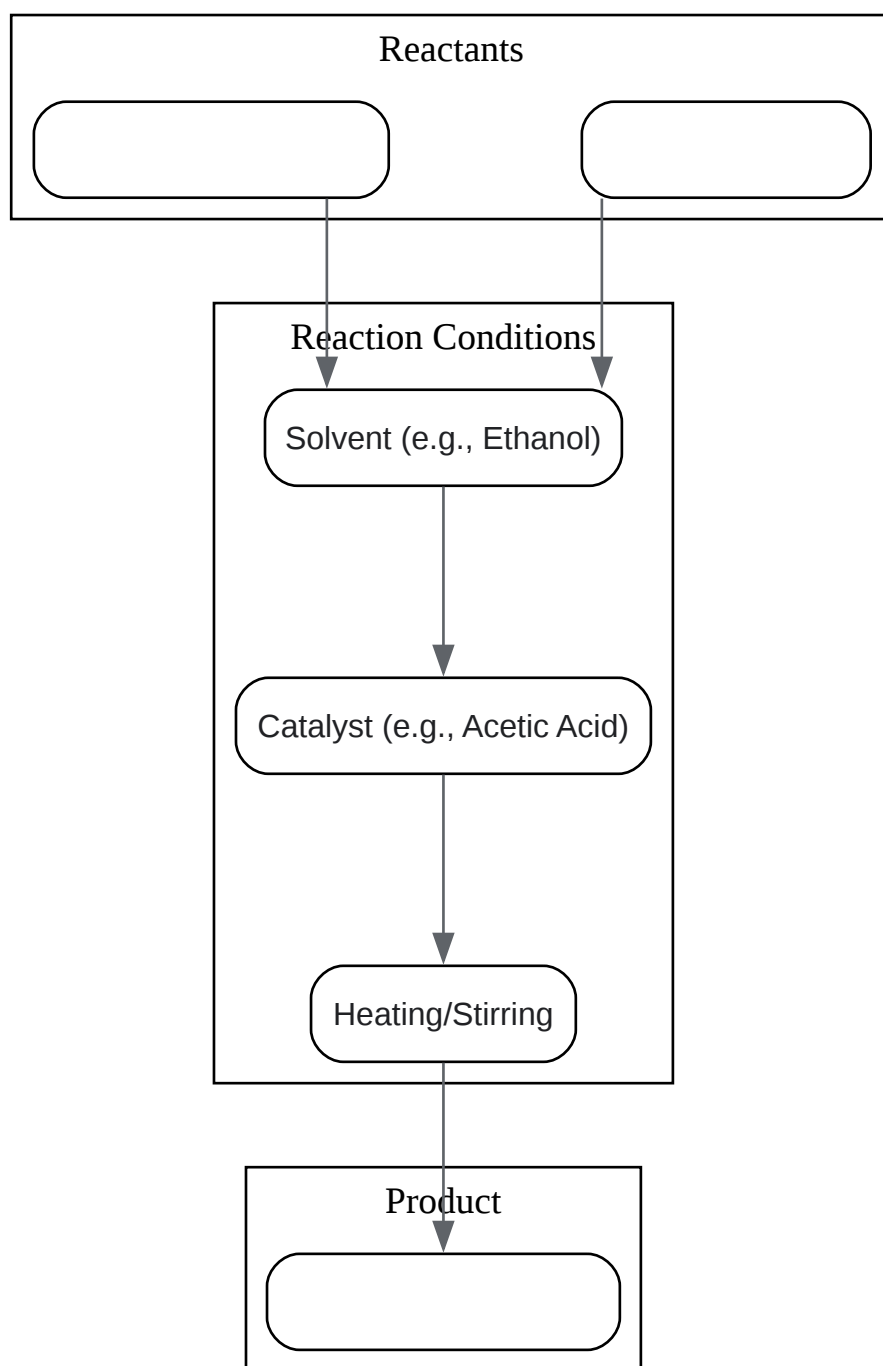 Reactants
Reaction Conditions
Solvent (e.g., Ethanol)
Catalyst (e.g., Acetic Acid)
Heating/Stirring
Product